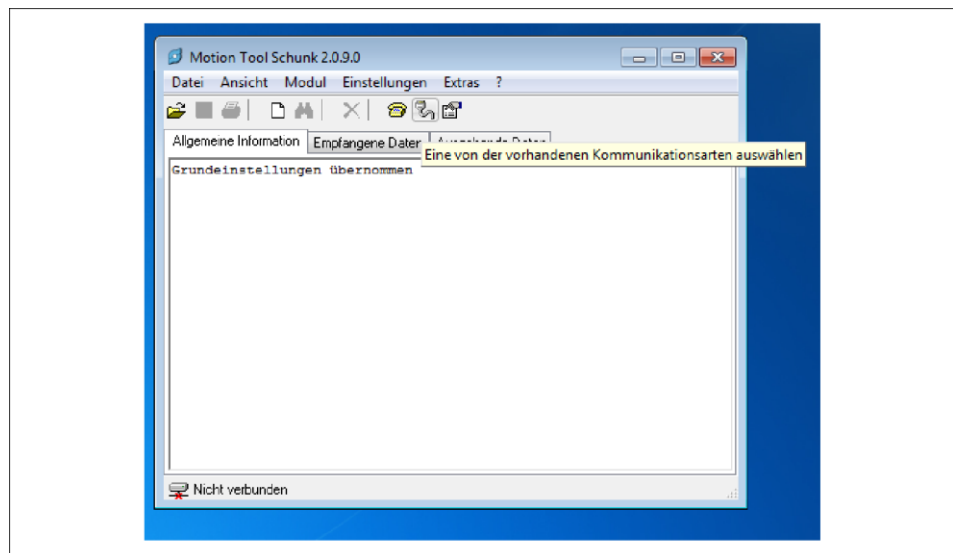 Motion Tool Schunk 2.0.9.0
Datei Ansicht Modul Einstellungen Extras ?
Allgemeine Information Empfangene Daten
Eine von der vorhandenen Kommunikationsarten auswählen
Grundeinstellungen übernommen
Nicht verbunden